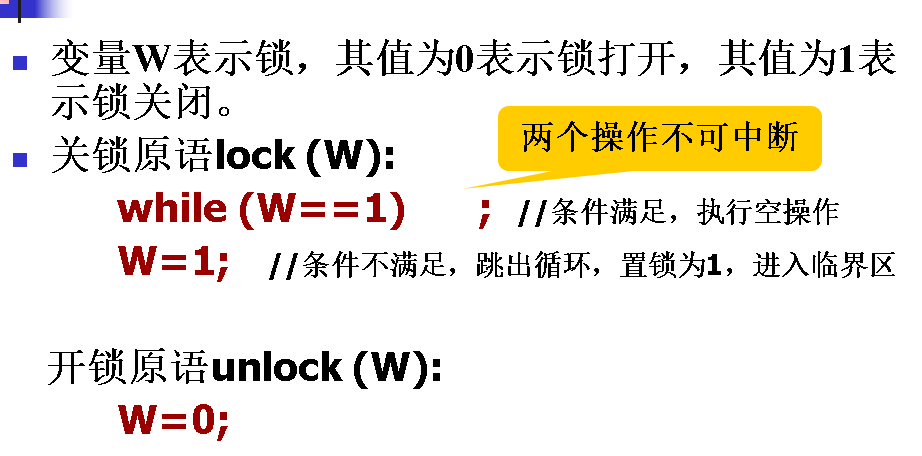 变量W表示锁，其值为0表示锁打开，其值为1表
示锁关闭。
关锁原语lock (W):
两个操作不可中断
while (W==1) ; //条件满足，执行空操作
W=1; //条件不满足，跳出循环，置锁为1，进入临界区
开锁原语unlock (W):
W=0;